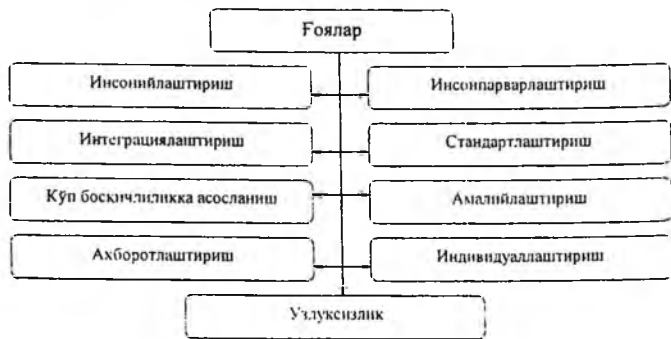 Ғоялар
Инсонийлаштириш
Инсонпарварлаштириш
Интеграциялаштириш
Стандартлаштириш
Кўп босқичлиликка асосланиш
Амалийлаштириш
Ахборотлаштириш
Индивидуаллаштириш
Узлуксизлик